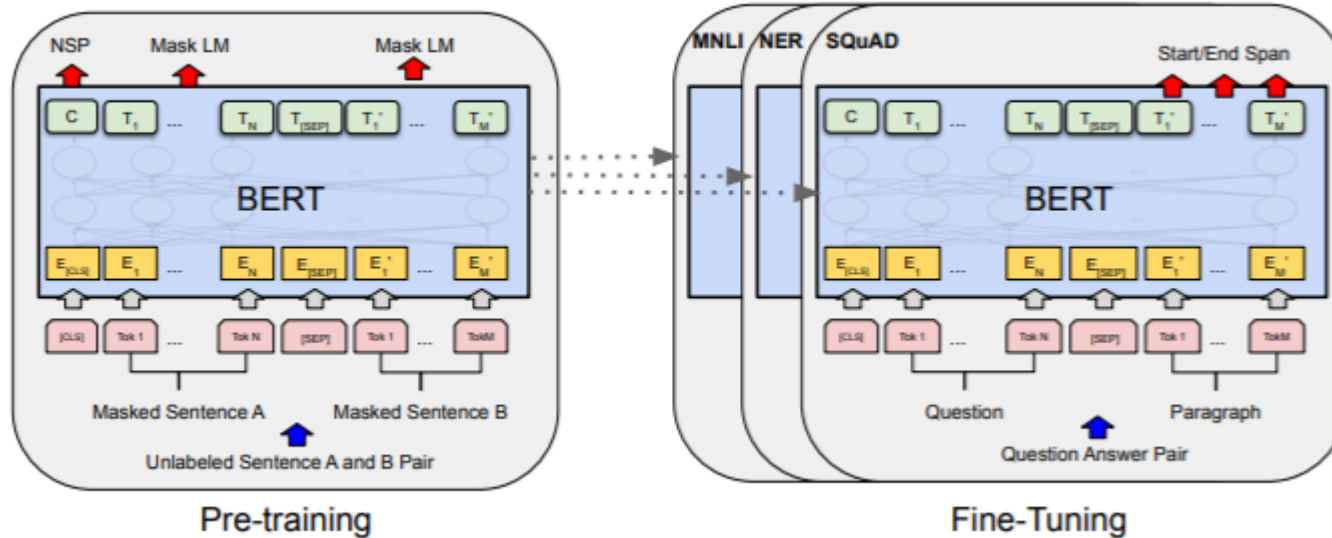 NSP Mask LM Mask LM
C T1 .... TN T[SEP] T1' ... TM'
BERT
E[CLS] E1 .... EN E[SEP] E1' ... EM'
[CLS] Tok 1 .... Tok N [SEP] Tok 1 .... TokM
Masked Sentence A Masked Sentence B
Unlabeled Sentence A and B Pair
Pre-training
MNLI NER SQuAD
Start/End Span
C T1 .... TN T[SEP] T1' ... TM'
BERT
E[CLS] E1 .... EN E[SEP] E1' ... EM'
[CLS] Tok 1 .... Tok N [SEP] Tok 1 .... TokM
Question Paragraph
Question Answer Pair
Fine-Tuning